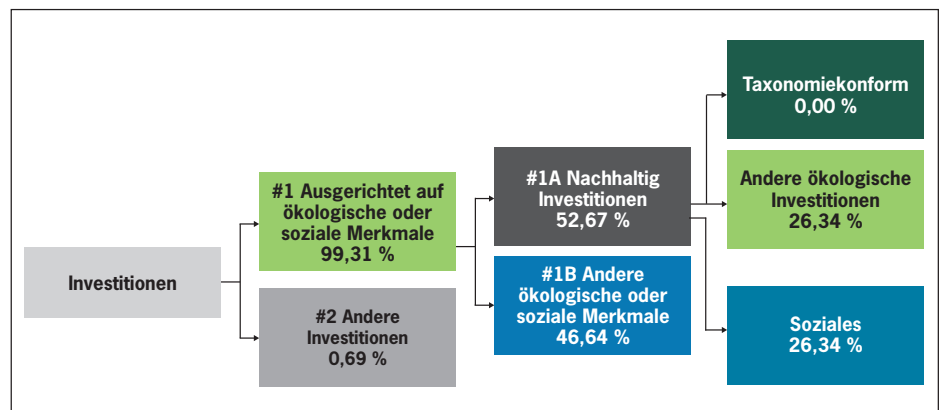 Investitionen
#1 Ausgerichtet auf
ökologische oder
soziale Merkmale
99,31 %
#2 Andere
Investitionen
0,69 %
#1A Nachhaltig
Investitionen
52,67 %
#1B Andere
ökologische oder
soziale Merkmale
46,64 %
Taxonomiekonform
0,00 %
Andere ökologische
Investitionen
26,34 %
Soziales
26,34 %